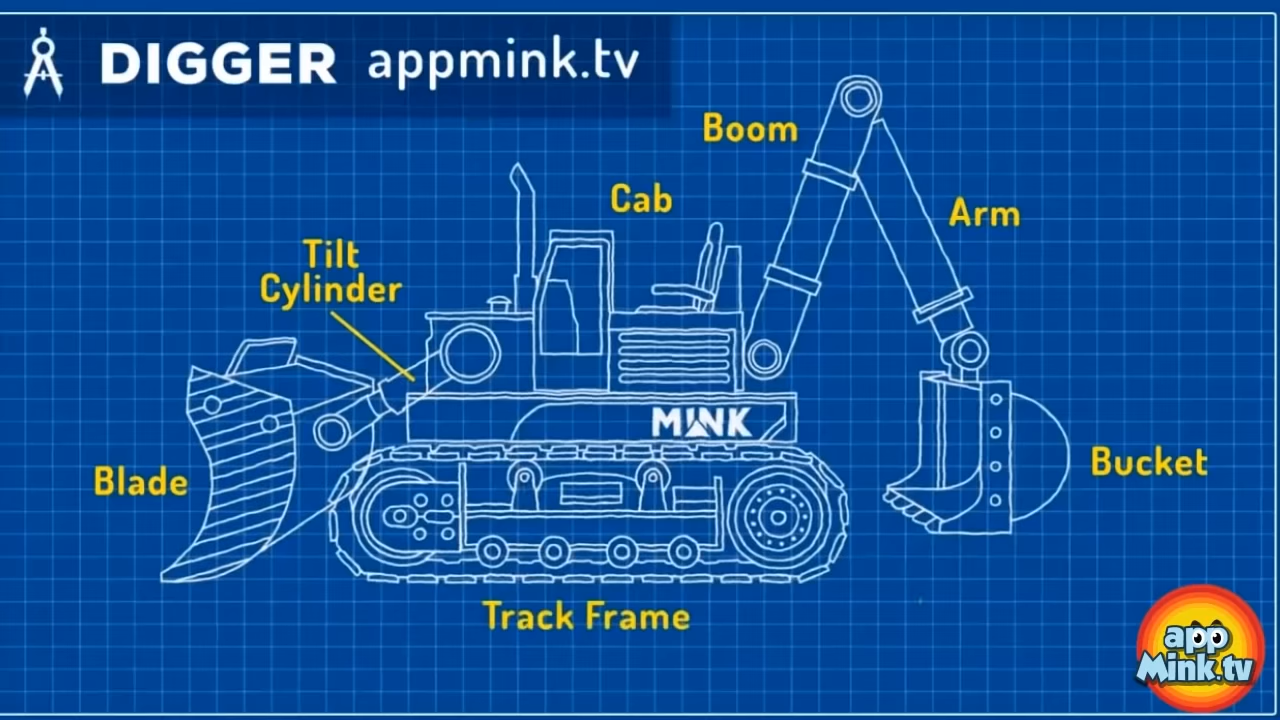 DIGGER appmink.tv
Boom
Cab
Arm
Tilt
Cylinder
MINK
Blade
Bucket
Track Frame
app
Mink.tv